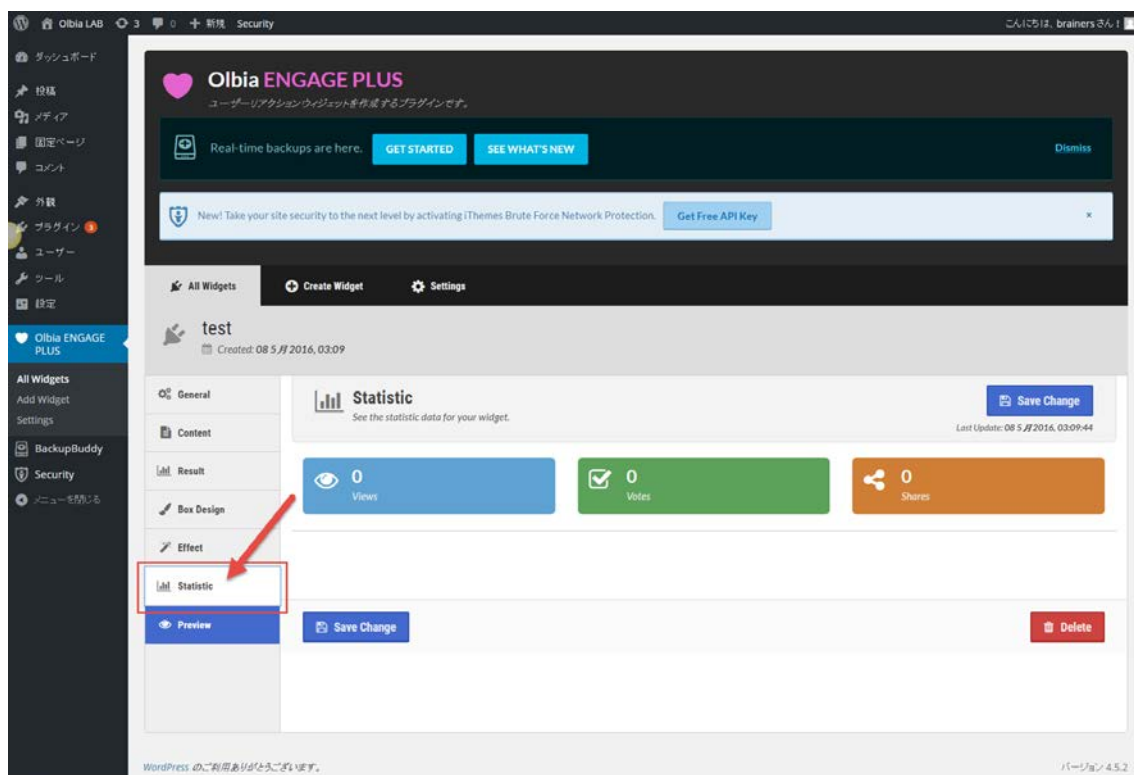 Olbia LAB 3 0 新規 Security こんにちは、brainers さん！
ダッシュボード
投稿
メディア
固定ページ
コメント
外観
プラグイン 3
ユーザー
ツール
設定
Olbia ENGAGE
PLUS
All Widgets
Add Widget
Settings
BackupBuddy
Security
メニューを閉じる
Olbia ENGAGE PLUS
ユーザーリアクションウィジェットを作成するプラグインです。
Real-time backups are here. GET STARTED SEE WHAT'S NEW Dismiss
New! Take your site security to the next level by activating iThemes Brute Force Network Protection. Get Free API Key ×
All Widgets Create Widget Settings
test
Created: 08 5月 2016, 03:09
General
Content
Result
Box Design
Effect
Statistic
Preview
Statistic
See the statistic data for your widget.
Save Change
Last Update: 08 5月 2016, 03:09:44
0
Views
0
Votes
0
Shares
Save Change Delete
WordPress のご利用ありがとうございます。 バージョン 4.5.2